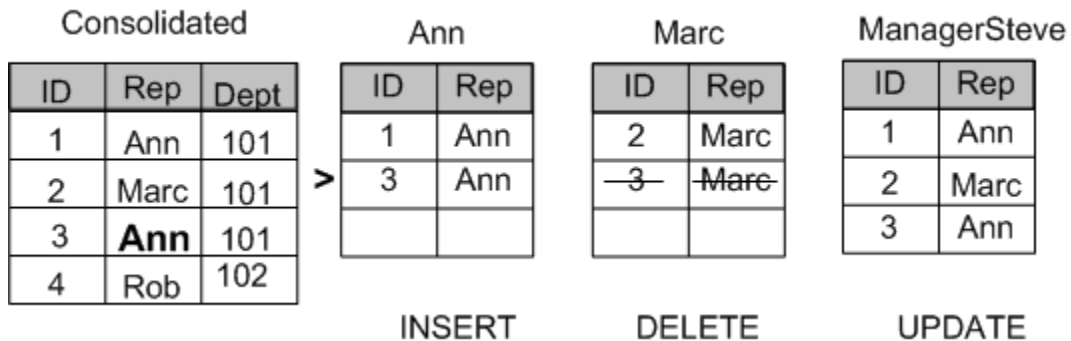 Consolidated
ID Rep Dept
1 Ann 101
2 Marc 101
3 Ann 101
4 Rob 102
>
Ann
ID Rep
1 Ann
3 Ann
INSERT
Marc
ID Rep
2 Marc
3 Marc
DELETE
ManagerSteve
ID Rep
1 Ann
2 Marc
3 Ann
UPDATE